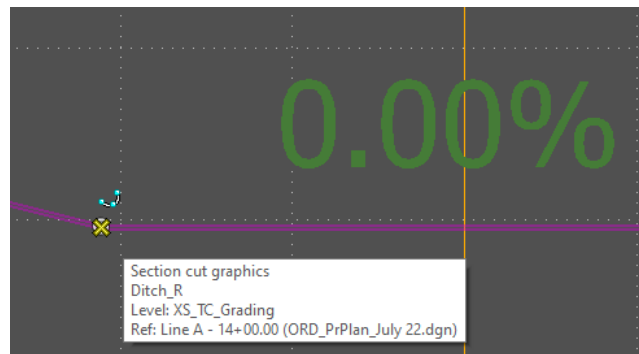 0.00%
Section cut graphics
Ditch_R
Level: XS_TC_Grading
Ref: Line A - 14+00.00 (ORD_PrPlan_July 22.dgn)